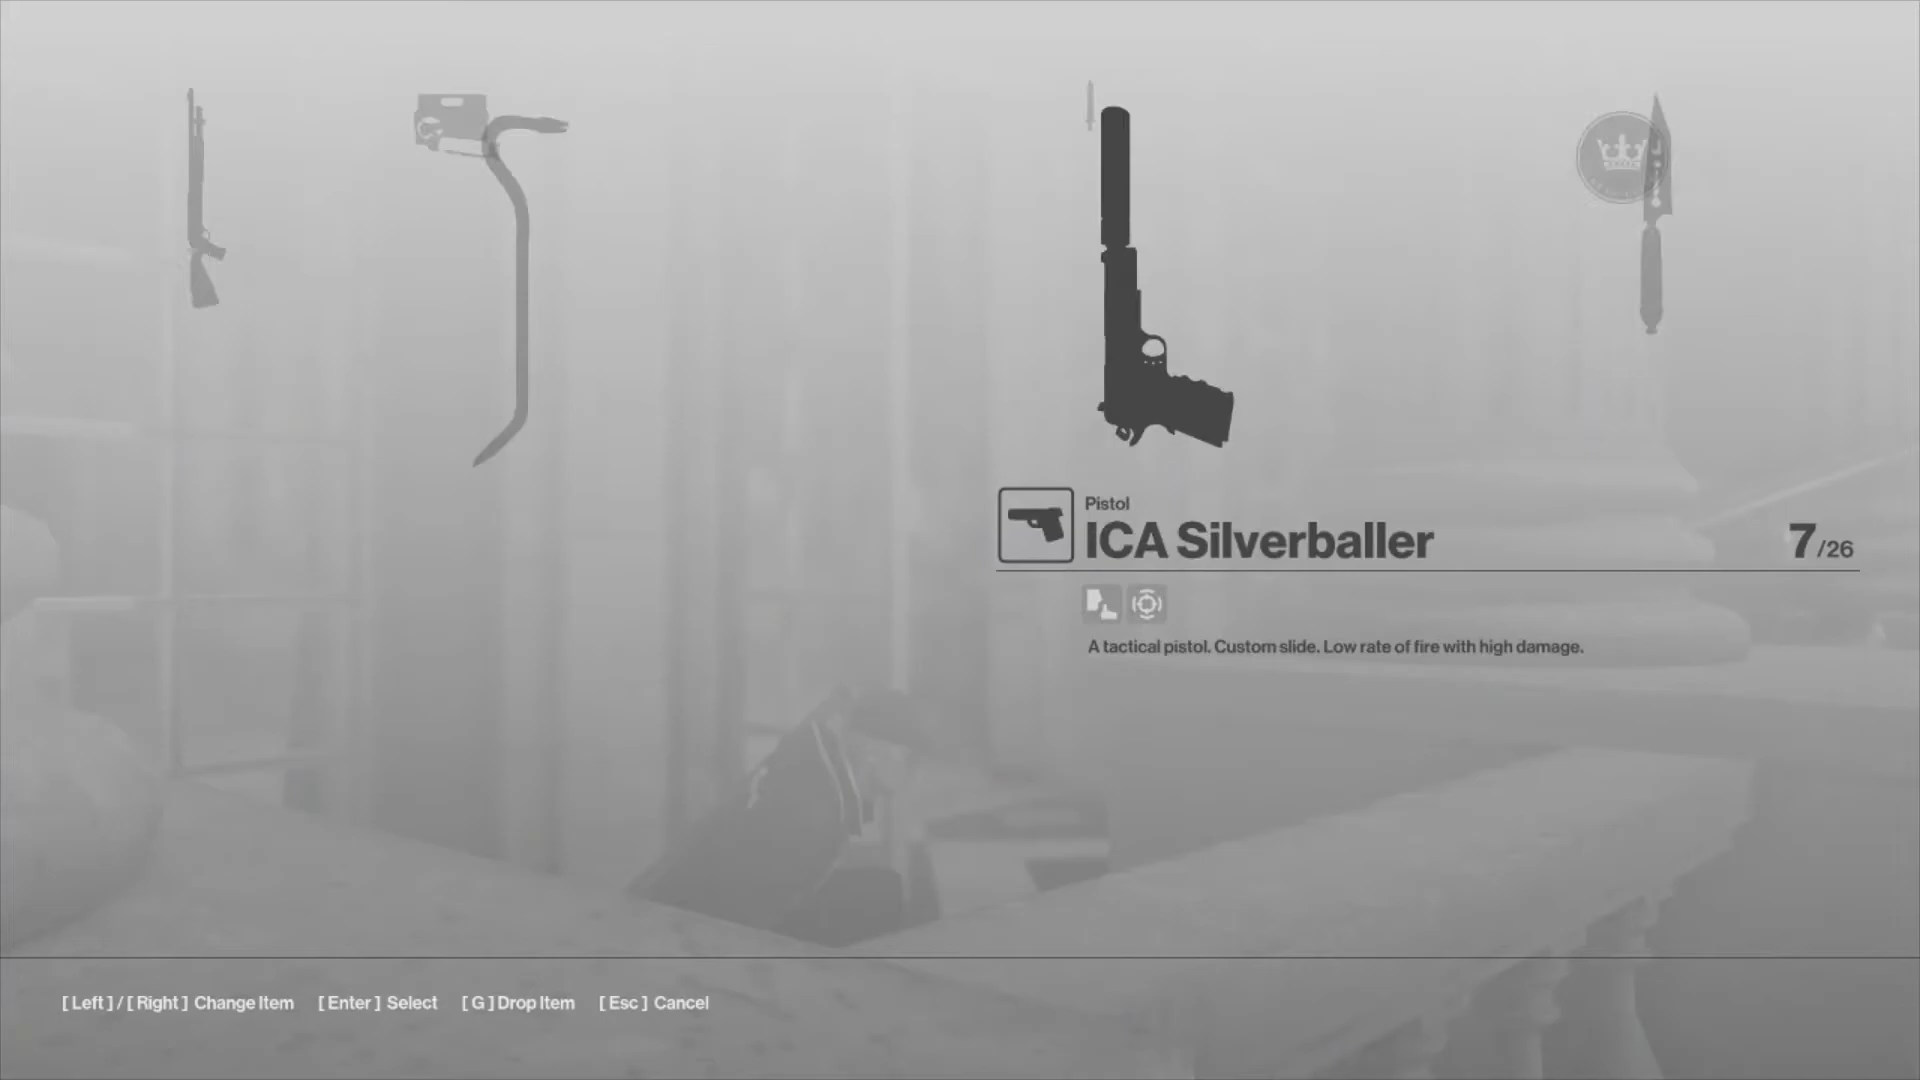 Pistol
ICA Silverballer
7/26
A tactical pistol. Custom slide. Low rate of fire with high damage.
[ Left ] / [ Right ] Change Item [ Enter ] Select [ G ] Drop Item [ Esc ] Cancel